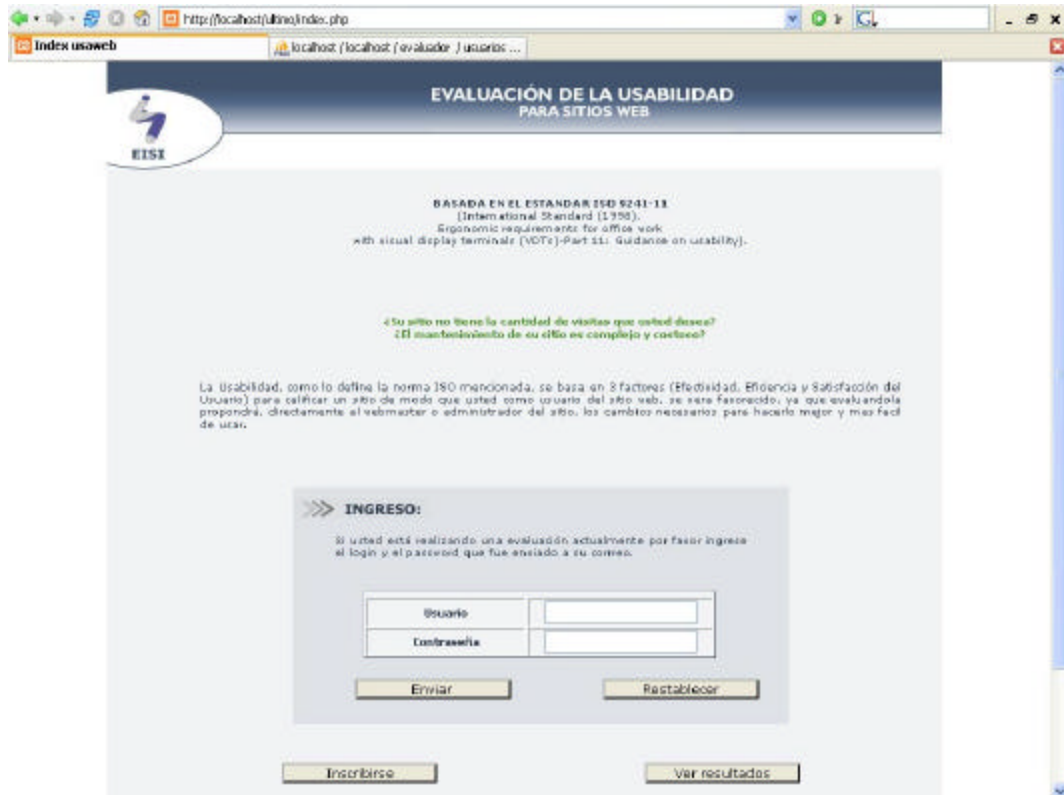 http://localhost/ultimo/index.php
Index usaweb
localhost / localhost / evaluador / usuarios ...
EVALUACIÓN DE LA USABILIDAD
PARA SITIOS WEB
EISI
BASADA EN EL ESTANDAR ISO 9241-11
(International Standard (1998).
Ergonomic requirements for office work
with visual display terminals (VDTs)-Part 11: Guidance on usability).
¿Su sitio no tiene la cantidad de visitas que usted desea?
¿El mantenimiento de su sitio es complejo y costoso?
La Usabilidad, como lo define la norma ISO mencionada, se basa en 3 factores (Efectividad, Eficiencia y Satisfacción del
Usuario) para calificar un sitio de modo que usted como usuario del sitio web, se vera favorecido, ya que evaluandola
propondrá, directamente al webmaster o administrador del sitio, los cambios necesarios para hacerlo mejor y mas facil
de usar.
INGRESO:
Si usted está realizando una evaluación actualmente por favor ingrese
el login y el password que fue enviado a su correo.
Usuario
Contraseña
Enviar
Restablecer
Inscribirse
Ver resultados